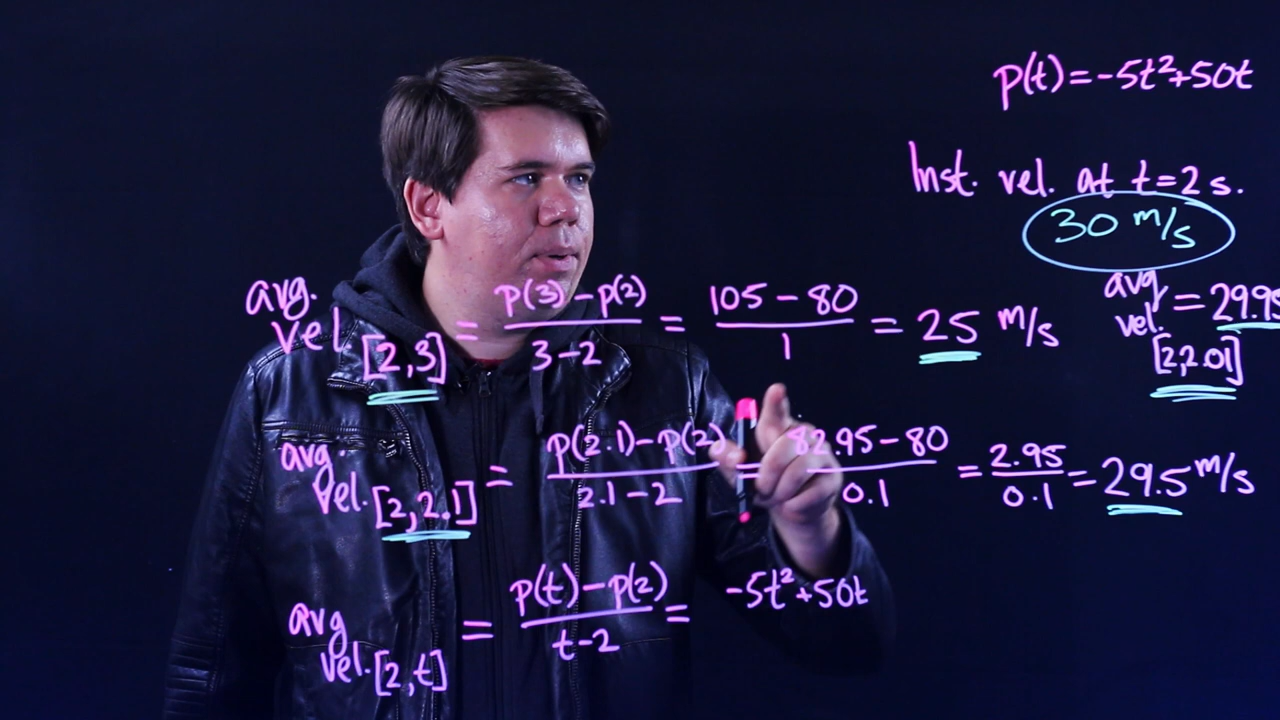 p(t)=-5t²+50t
Inst. vel. at t=2 s.
30 m/s
avg. vel. [2,3] = p(3)-p(2) / 3-2 = 105-80 / 1 = 25 m/s
avg vel. [2,2.01] = 29.95
avg. vel. [2,2.1] = p(2.1)-p(2) / 2.1-2 = 82.95-80 / 0.1 = 2.95 / 0.1 = 29.5 m/s
avg vel. [2,t] = p(t)-p(2) / t-2 = -5t²+50t